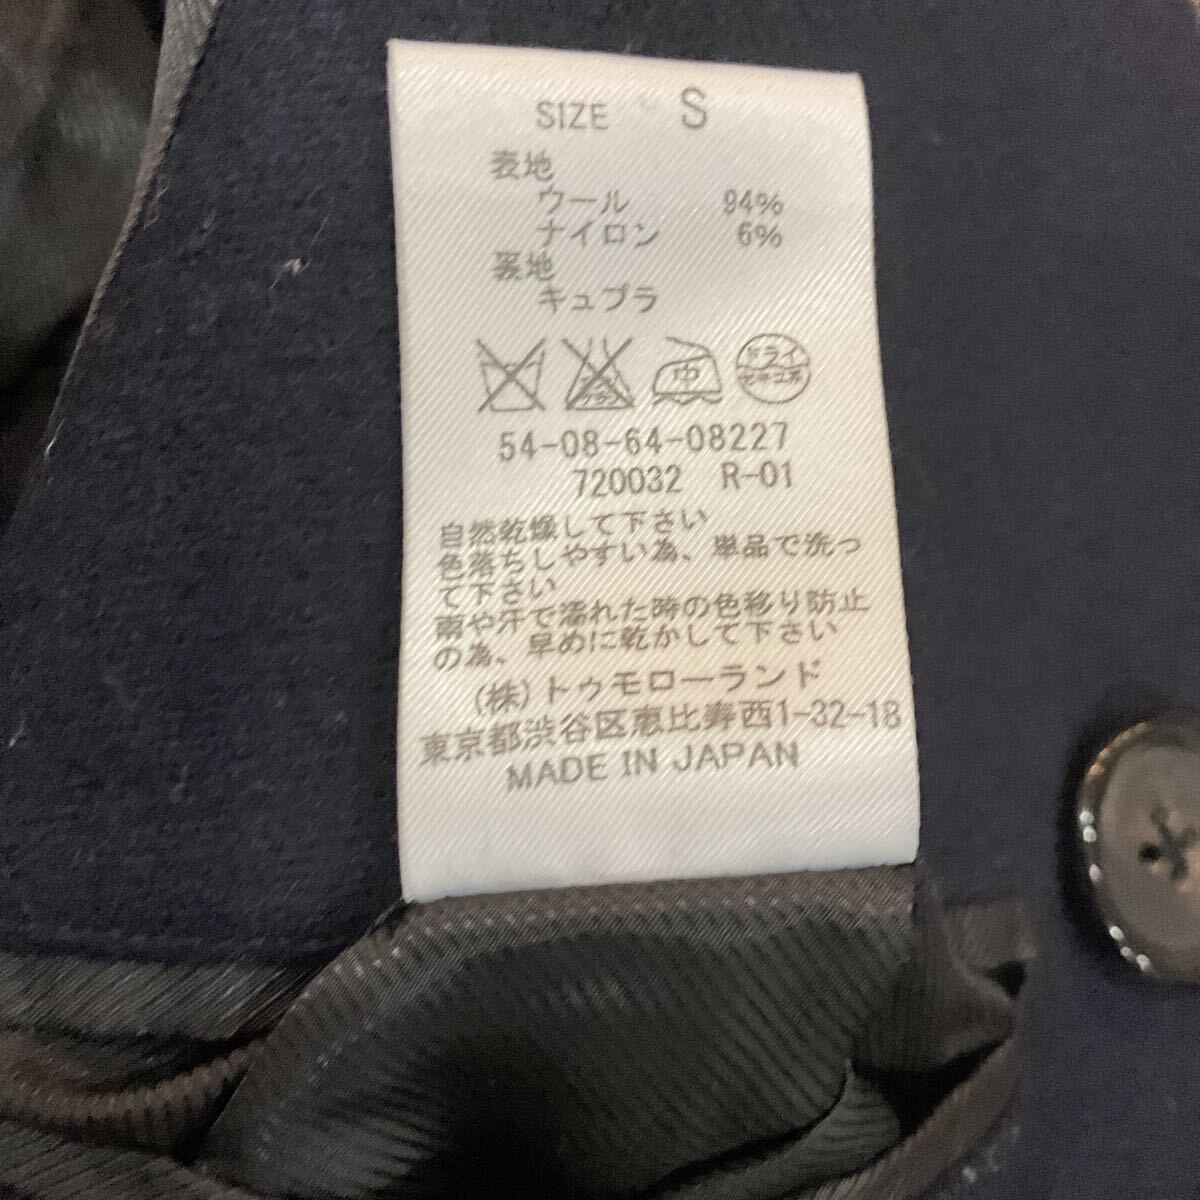 SIZE S
表地
ウール 94%
ナイロン 6%
裏地
キュプラ
中 ドライ
セキユ系
54-08-64-08227
720032 R-01
自然乾燥して下さい
色落ちしやすい為、単品で洗っ
て下さい
雨や汗で濡れた時の色移り防止
の為、早めに乾かして下さい
(株)トゥモローランド
東京都渋谷区恵比寿西1-32-18
MADE IN JAPAN